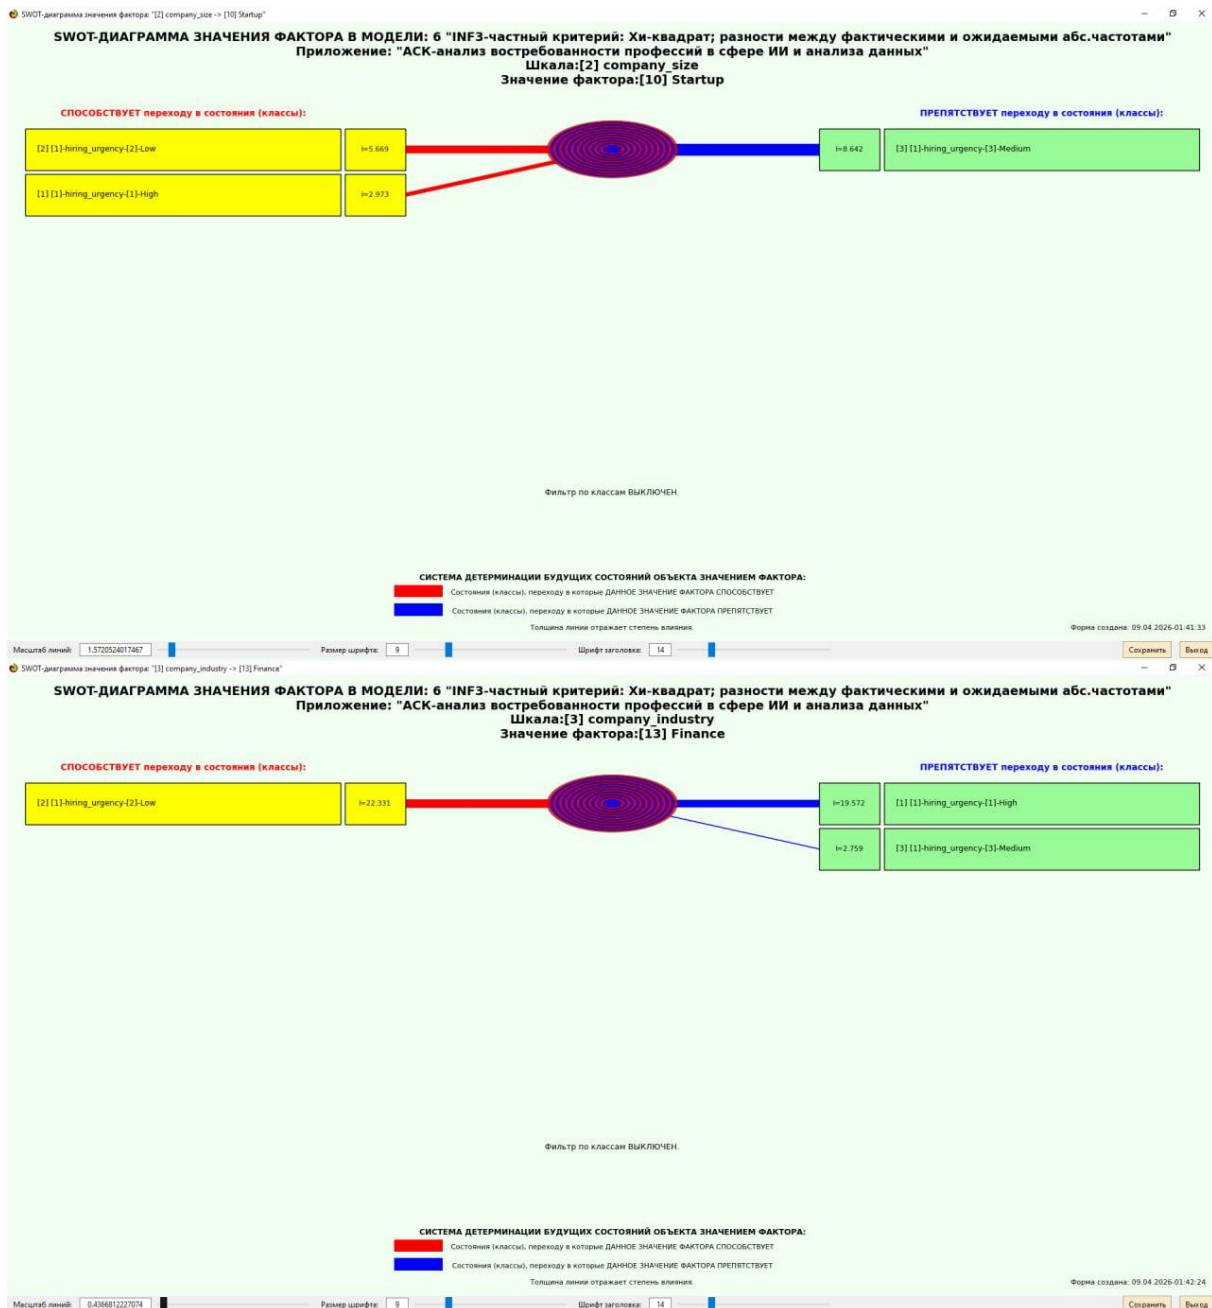 SWOT-диаграмма значения фактора: "[2] company_size -> [10] Startup"
SWOT-ДИАГРАММА ЗНАЧЕНИЯ ФАКТОРА В МОДЕЛИ: 6 "INF3-частный критерий: Хи-квадрат; разности между фактическими и ожидаемыми абс.частотами"
Приложение: "АСК-анализ востребованности профессий в сфере ИИ и анализа данных"
Шкала:[2] company_size
Значение фактора:[10] Startup
СПОСОБСТВУЕТ переходу в состояния (классы):
ПРЕПЯТСТВУЕТ переходу в состояния (классы):
[2] [1]-hiring_urgency-[2]-Low
I=5.669
I=8.642
[3] [1]-hiring_urgency-[3]-Medium
[1] [1]-hiring_urgency-[1]-High
I=2.973
Фильтр по классам ВЫКЛЮЧЕН.
СИСТЕМА ДЕТЕРМИНАЦИИ БУДУЩИХ СОСТОЯНИЙ ОБЪЕКТА ЗНАЧЕНИЕМ ФАКТОРА:
Состояния (классы), переходу в которые ДАННОЕ ЗНАЧЕНИЕ ФАКТОРА СПОСОБСТВУЕТ
Состояния (классы), переходу в которые ДАННОЕ ЗНАЧЕНИЕ ФАКТОРА ПРЕПЯТСТВУЕТ
Толщина линии отражает степень влияния.
Форма создана: 09.04.2026-01:41:33
Масштаб линий: 1,5720524017467
Размер шрифта: 9
Шрифт заголовка: 14
Сохранить
Выход
SWOT-диаграмма значения фактора: "[3] company_industry -> [13] Finance"
SWOT-ДИАГРАММА ЗНАЧЕНИЯ ФАКТОРА В МОДЕЛИ: 6 "INF3-частный критерий: Хи-квадрат; разности между фактическими и ожидаемыми абс.частотами"
Приложение: "АСК-анализ востребованности профессий в сфере ИИ и анализа данных"
Шкала:[3] company_industry
Значение фактора:[13] Finance
СПОСОБСТВУЕТ переходу в состояния (классы):
ПРЕПЯТСТВУЕТ переходу в состояния (классы):
[2] [1]-hiring_urgency-[2]-Low
I=22.331
I=19.572
[1] [1]-hiring_urgency-[1]-High
I=2.759
[3] [1]-hiring_urgency-[3]-Medium
Фильтр по классам ВЫКЛЮЧЕН.
СИСТЕМА ДЕТЕРМИНАЦИИ БУДУЩИХ СОСТОЯНИЙ ОБЪЕКТА ЗНАЧЕНИЕМ ФАКТОРА:
Состояния (классы), переходу в которые ДАННОЕ ЗНАЧЕНИЕ ФАКТОРА СПОСОБСТВУЕТ
Состояния (классы), переходу в которые ДАННОЕ ЗНАЧЕНИЕ ФАКТОРА ПРЕПЯТСТВУЕТ
Толщина линии отражает степень влияния.
Форма создана: 09.04.2026-01:42:24
Масштаб линий: 0,4366812227074
Размер шрифта: 9
Шрифт заголовка: 14
Сохранить
Выход